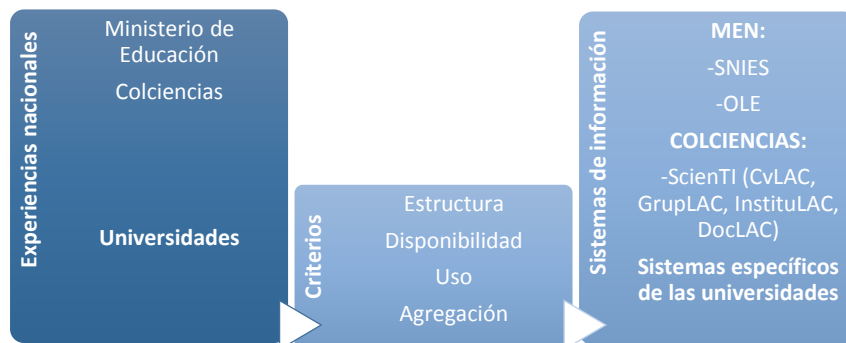 Experiencias nacionales
Ministerio de
Educación
Colciencias
Universidades
Criterios
Estructura
Disponibilidad
Uso
Agregación
Sistemas de información
MEN:
-SNIES
-OLE
COLCIENCIAS:
-ScienTI (CvLAC,
GrupLAC, InstituLAC,
DocLAC)
Sistemas específicos
de las universidades